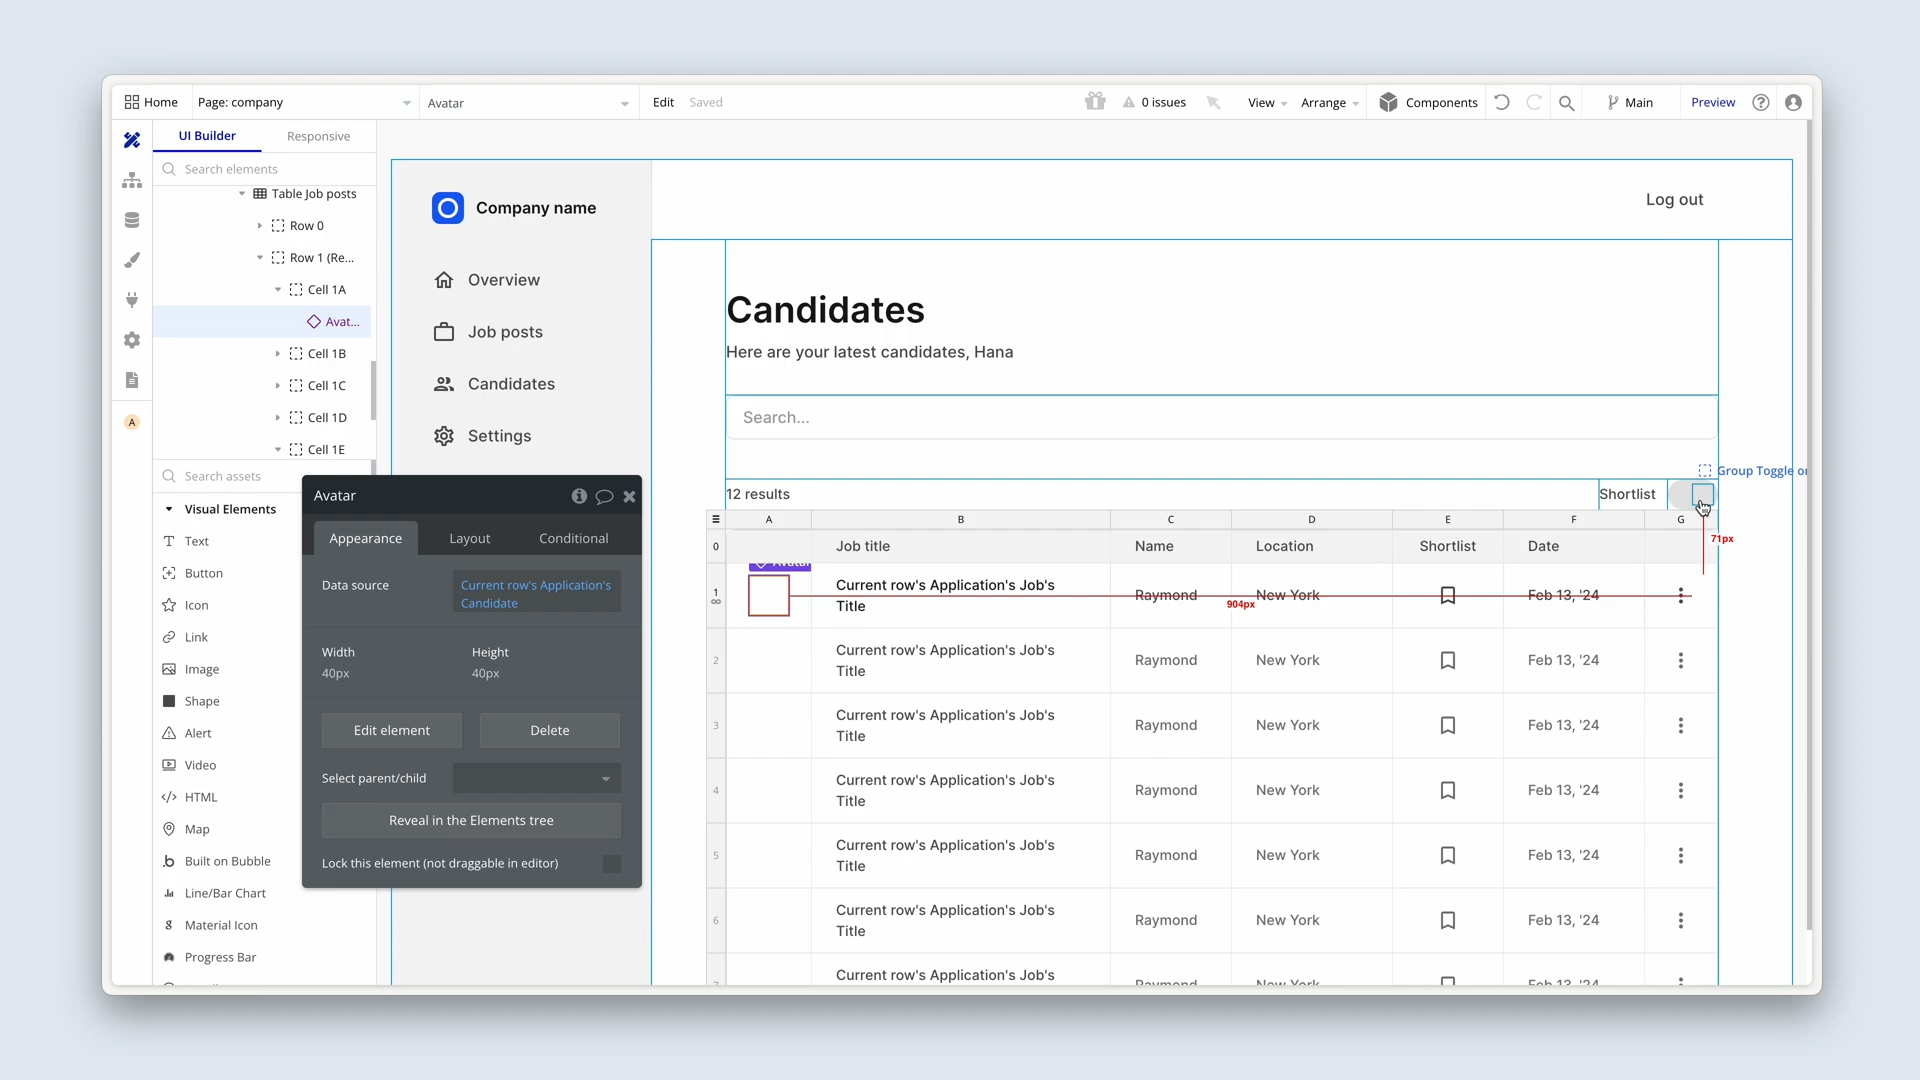 Home
Page: company
Avatar
Edit
Saved
0 issues
View
Arrange
Components
Main
Preview
UI Builder
Responsive
Search elements
Table Job posts
Row 0
Row 1 (Re...
Cell 1A
Avat...
Cell 1B
Cell 1C
Cell 1D
Cell 1E
A
Search assets
Visual Elements
Text
Button
Icon
Link
Image
Shape
Alert
Video
HTML
Map
Built on Bubble
Line/Bar Chart
Material Icon
Progress Bar
Avatar
Appearance
Layout
Conditional
Data source
Current row's Application's
Candidate
Width
Height
40px
40px
Edit element
Delete
Select parent/child
Reveal in the Elements tree
Lock this element (not draggable in editor)
Company name
Overview
Job posts
Candidates
Settings
Log out
Candidates
Here are your latest candidates, Hana
Search...
Group Toggle or
12 results
Shortlist
A B C D E F G
71px
0 Job title Name Location Shortlist Date
Avatar
1 Current row's Application's Job's
Title
Raymond New York Feb 13, '24
904px
2 Current row's Application's Job's
Title
Raymond New York Feb 13, '24
3 Current row's Application's Job's
Title
Raymond New York Feb 13, '24
4 Current row's Application's Job's
Title
Raymond New York Feb 13, '24
5 Current row's Application's Job's
Title
Raymond New York Feb 13, '24
6 Current row's Application's Job's
Title
Raymond New York Feb 13, '24
Current row's Application's Job's
Raymond New York Feb 13, '24